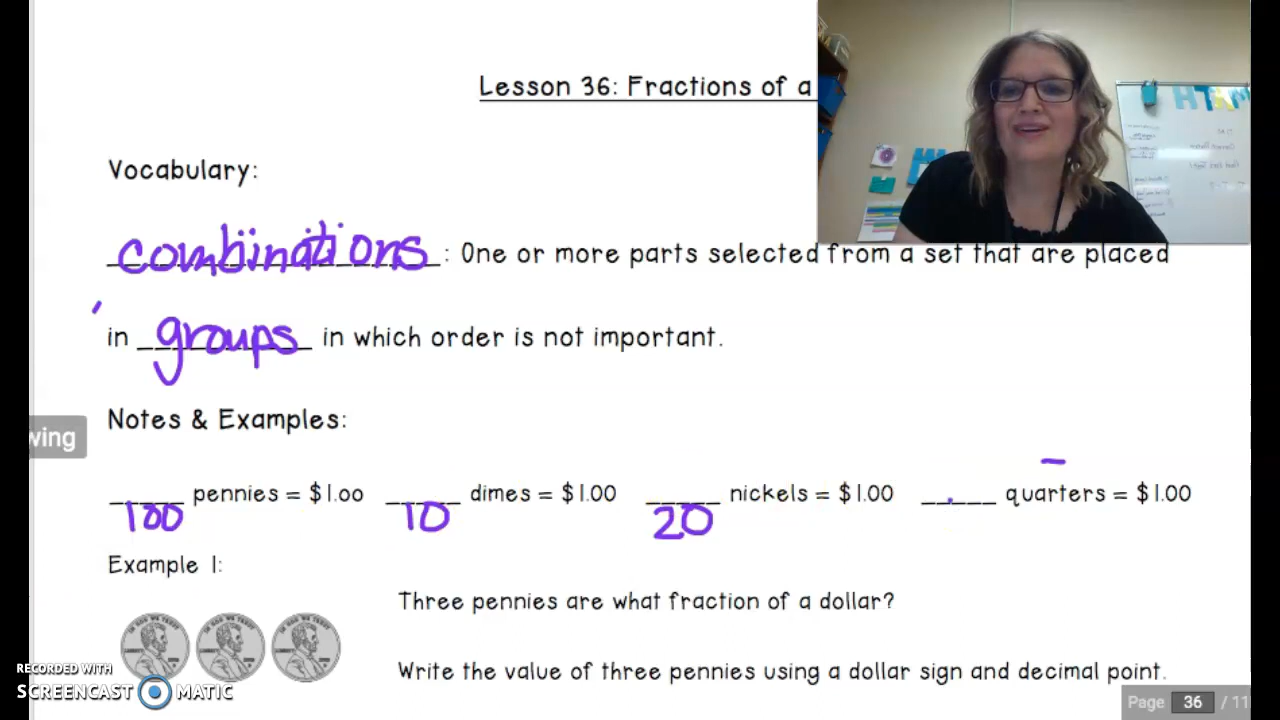 Lesson 36: Fractions of a
Vocabulary:
combinations: One or more parts selected from a set that are placed
in groups in which order is not important.
Notes & Examples:
wing
100 pennies = $1.00 10 dimes = $1.00 20 nickels = $1.00 _____ quarters = $1.00
Example 1:
Three pennies are what fraction of a dollar?
Write the value of three pennies using a dollar sign and decimal point.
RECORDED WITH
SCREENCAST MATIC
Page 36 / 11